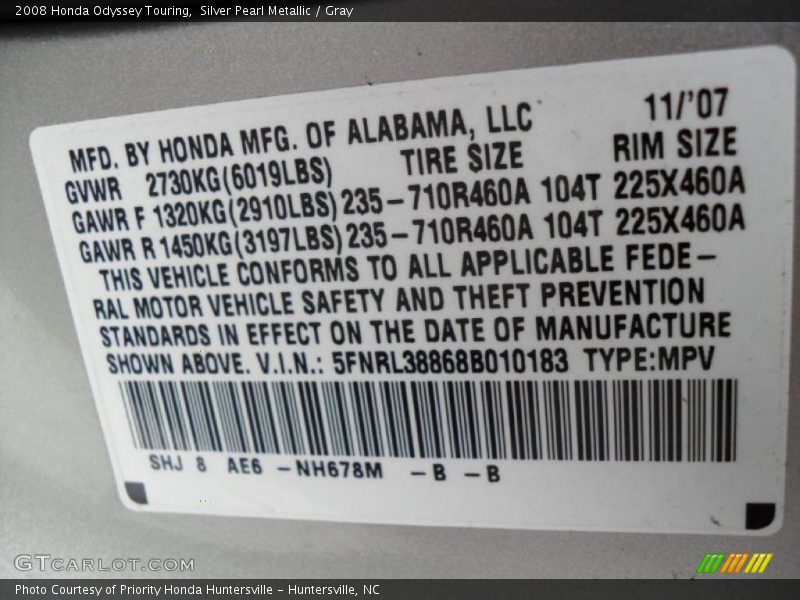 2008 Honda Odyssey Touring,  Silver Pearl Metallic / Gray
MFD. BY HONDA MFG. OF ALABAMA, LLC 11/'07
GVWR 2730KG(6019LBS) TIRE SIZE RIM SIZE
GAWR F 1320KG(2910LBS) 235-710R460A 104T 225X460A
GAWR R 1450KG(3197LBS) 235-710R460A 104T 225X460A
THIS VEHICLE CONFORMS TO ALL APPLICABLE FEDE-
RAL MOTOR VEHICLE SAFETY AND THEFT PREVENTION
STANDARDS IN EFFECT ON THE DATE OF MANUFACTURE
SHOWN ABOVE. V.I.N.: 5FNRL38868B010183 TYPE:MPV
SHJ 8 AE6 -NH678M -B -B
GTCARLOT.COM
Photo Courtesy of Priority Honda Huntersville - Huntersville, NC